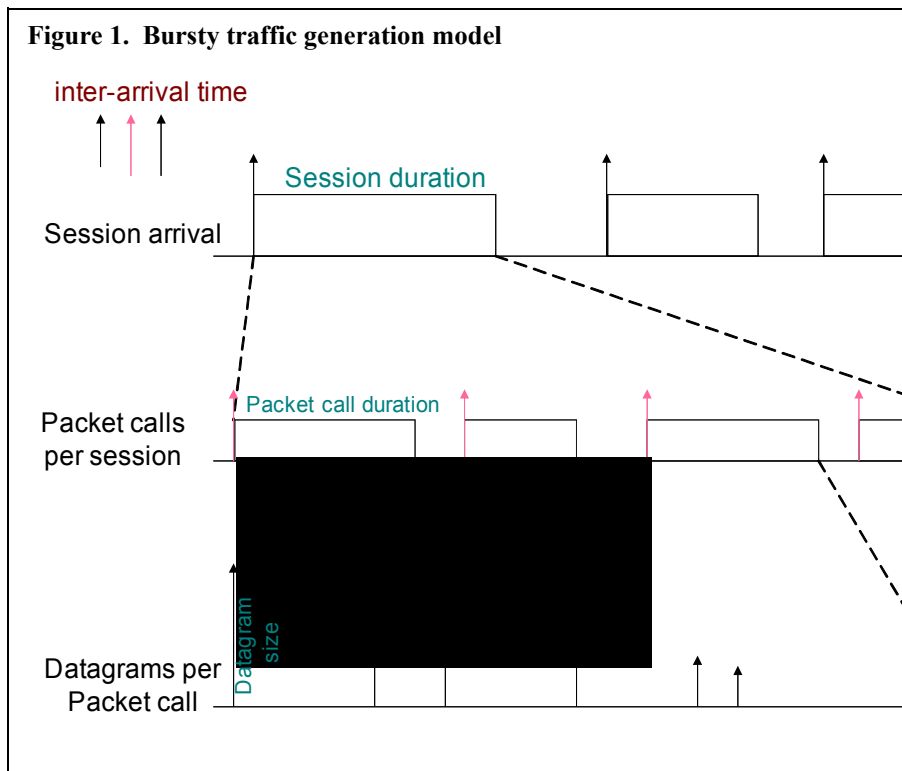 Figure 1. Bursty traffic generation model
inter-arrival time
Session duration
Session arrival
Packet call duration
Packet calls
per session
Datagram
size
Datagrams per
Packet call